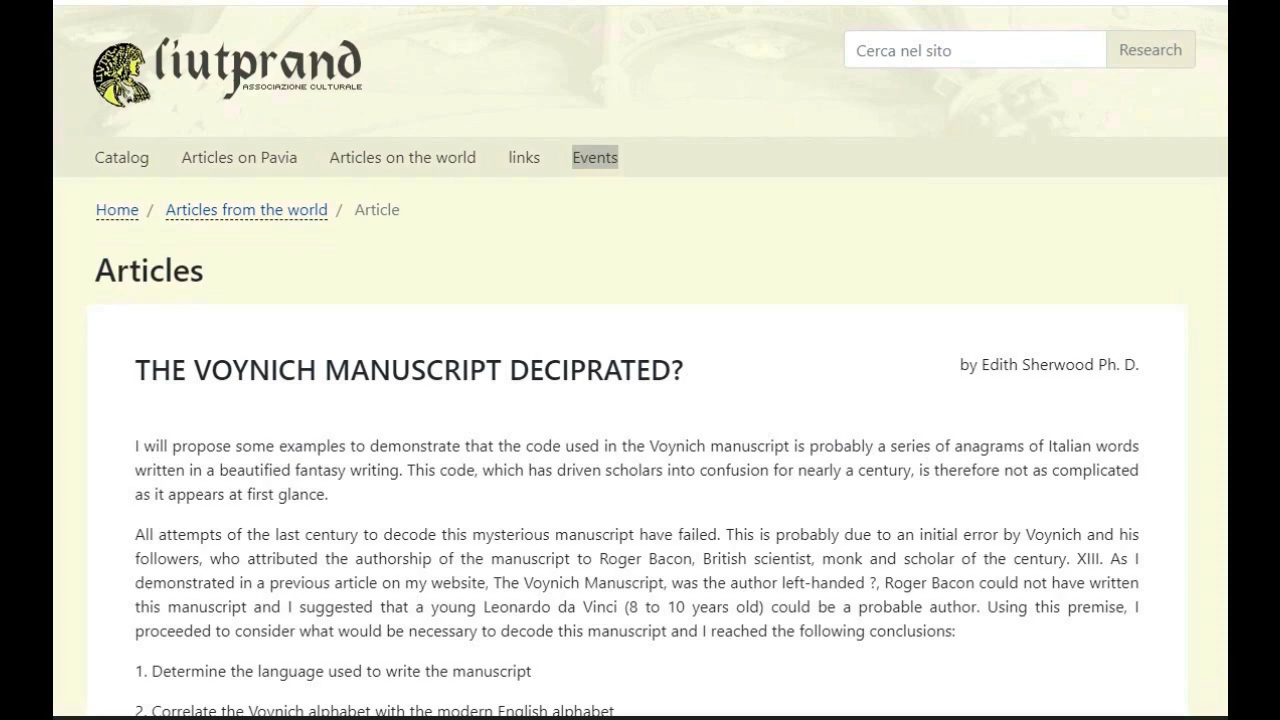 liutprand
ASSOCIAZIONE CULTURALE
Cerca nel sito
Research
Catalog
Articles on Pavia
Articles on the world
links
Events
Home / Articles from the world / Article
Articles
THE VOYNICH MANUSCRIPT DECIPRATED?
by Edith Sherwood Ph. D.
I will propose some examples to demonstrate that the code used in the Voynich manuscript is probably a series of anagrams of Italian words
written in a beautified fantasy writing. This code, which has driven scholars into confusion for nearly a century, is therefore not as complicated
as it appears at first glance.
All attempts of the last century to decode this mysterious manuscript have failed. This is probably due to an initial error by Voynich and his
followers, who attributed the authorship of the manuscript to Roger Bacon, British scientist, monk and scholar of the century. XIII. As I
demonstrated in a previous article on my website, The Voynich Manuscript, was the author left-handed ?, Roger Bacon could not have written
this manuscript and I suggested that a young Leonardo da Vinci (8 to 10 years old) could be a probable author. Using this premise, I
proceeded to consider what would be necessary to decode this manuscript and I reached the following conclusions:
1. Determine the language used to write the manuscript
2. Correlate the Voynich alphabet with the modern English alphabet